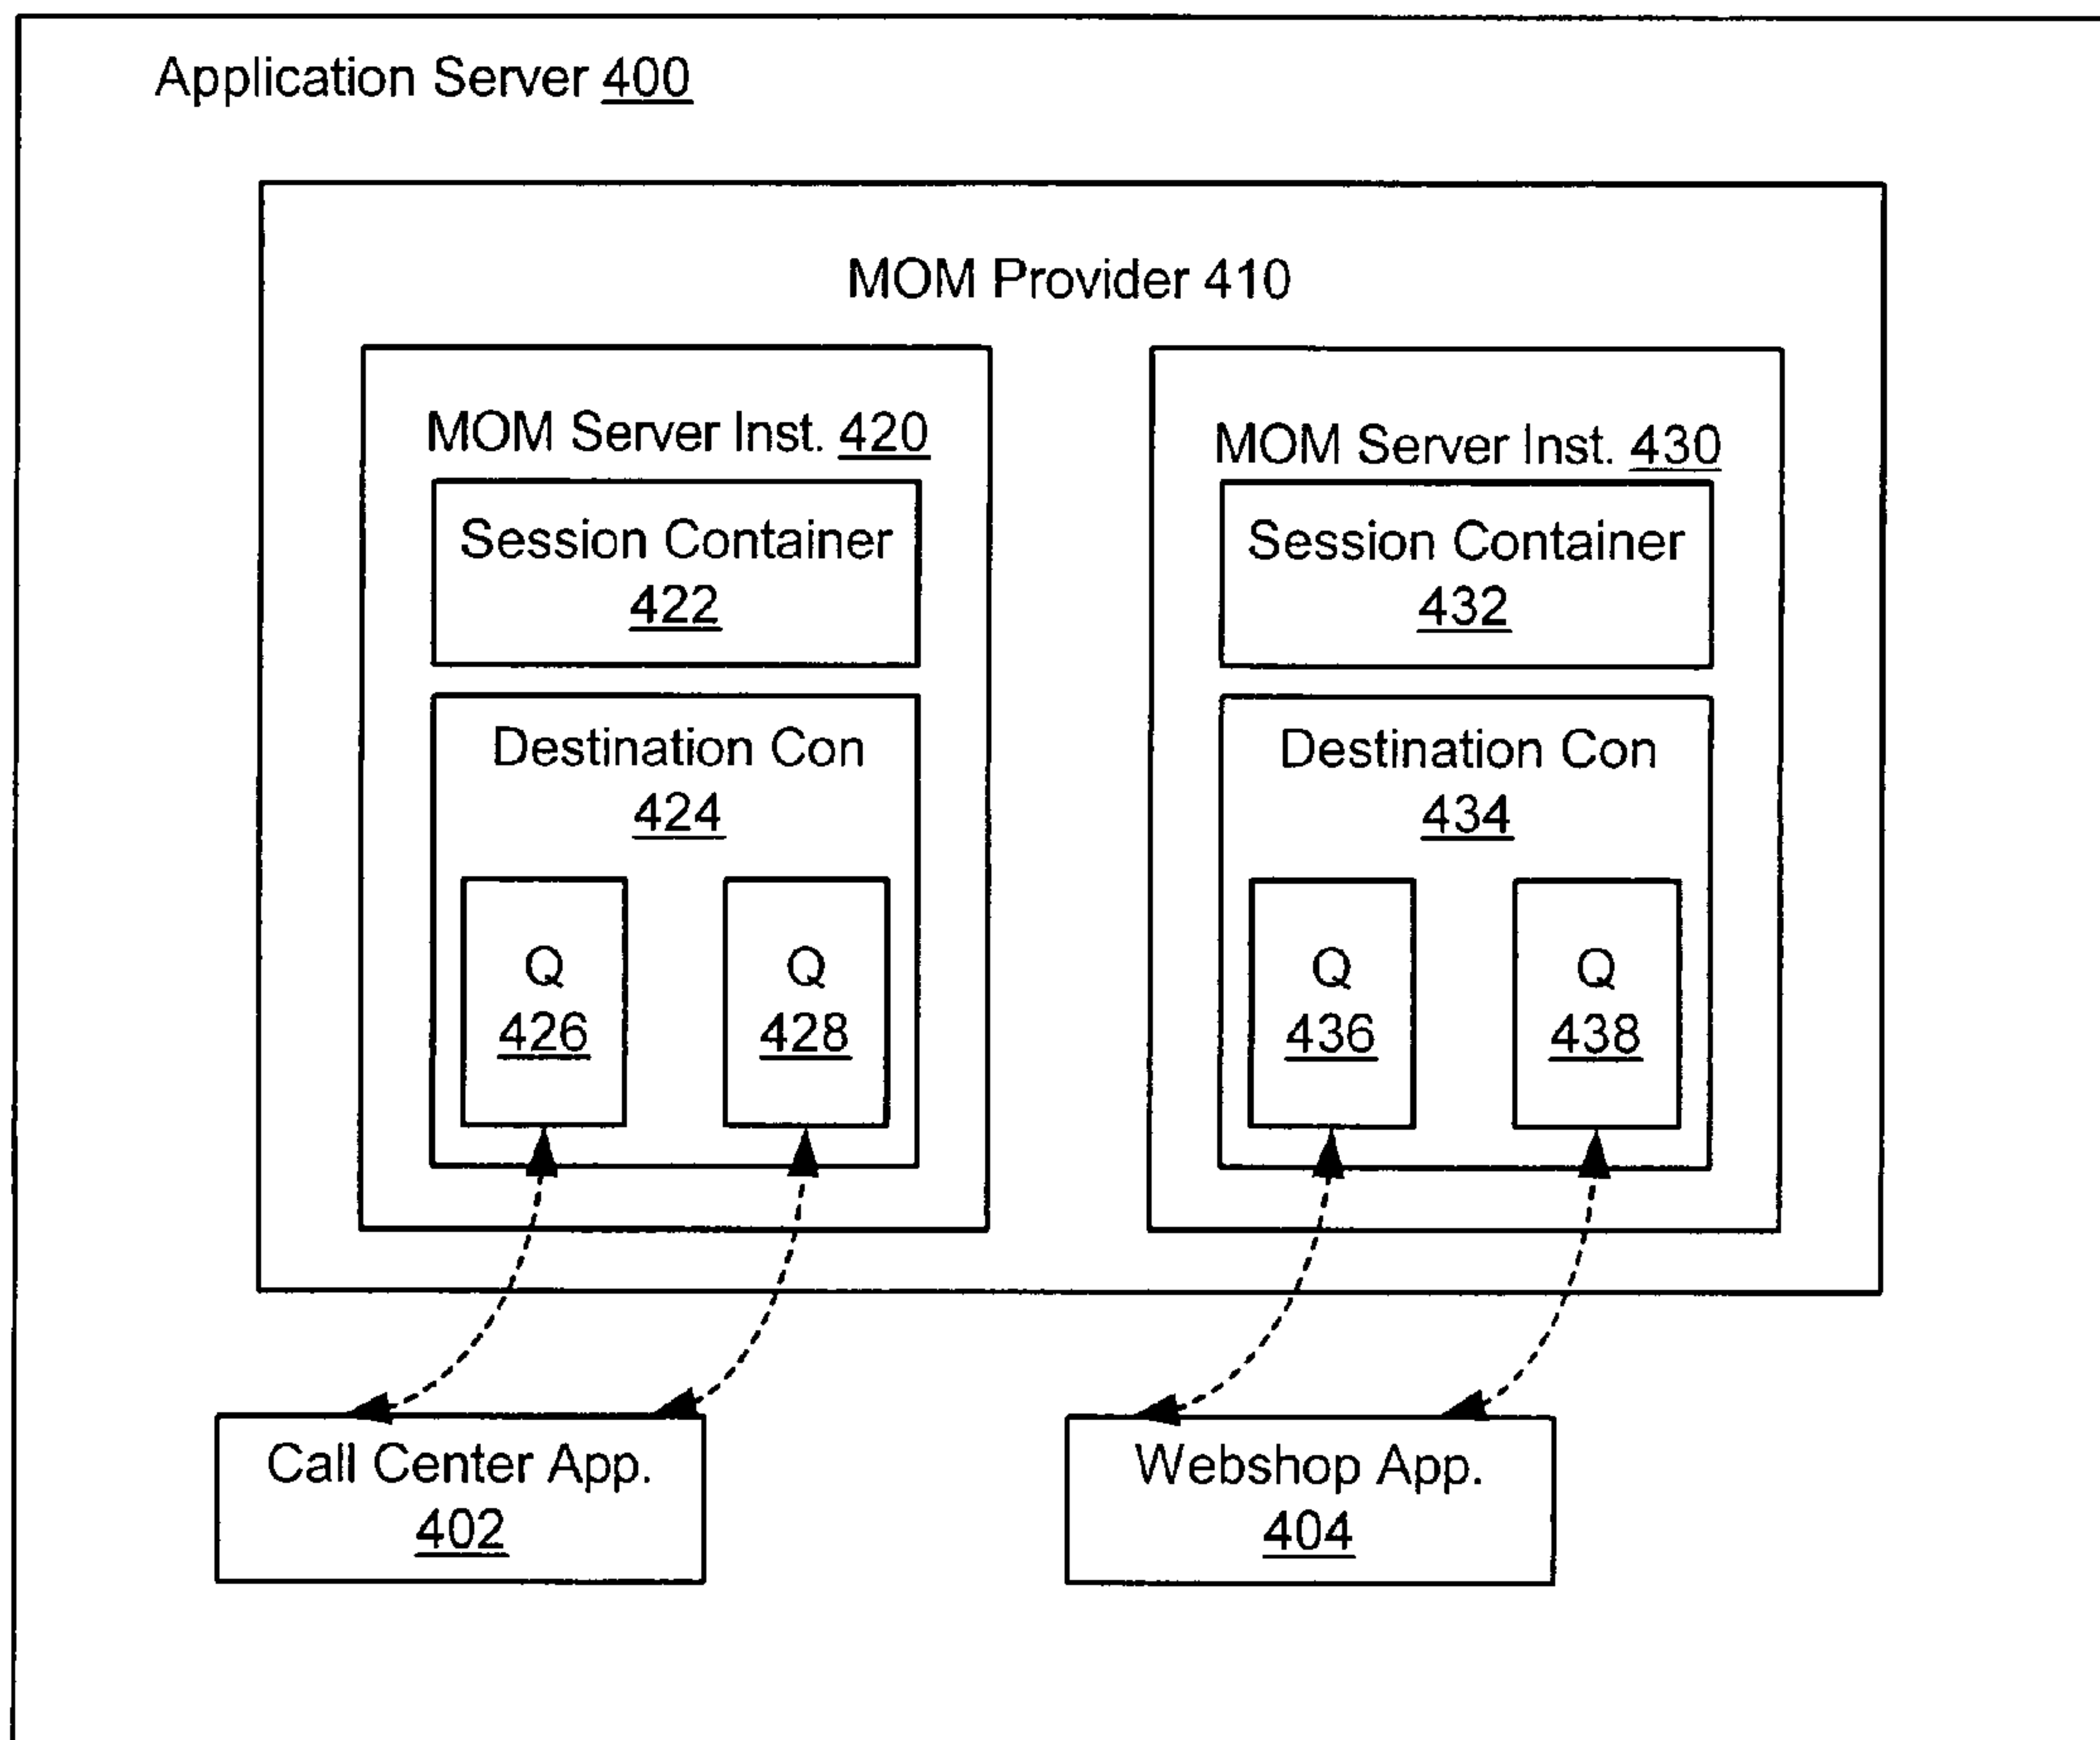 Application Server 400
MOM Provider 410
MOM Server Inst. 420
Session Container
422
Destination Con
424
Q
426
Q
428
MOM Server Inst. 430
Session Container
432
Destination Con
434
Q
436
Q
438
Call Center App.
402
Webshop App.
404